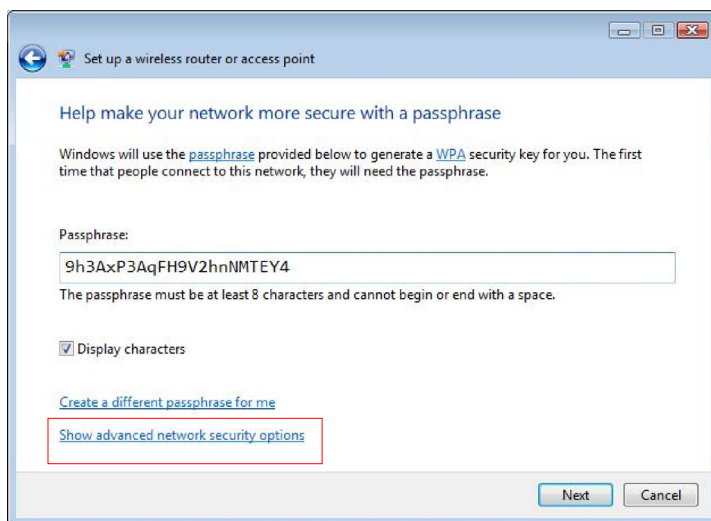 Set up a wireless router or access point
Help make your network more secure with a passphrase
Windows will use the passphrase provided below to generate a WPA security key for you. The first
time that people connect to this network, they will need the passphrase.
Passphrase:
9h3AxP3AqFH9V2hnNMTEY4
The passphrase must be at least 8 characters and cannot begin or end with a space.
Display characters
Create a different passphrase for me
Show advanced network security options
Next Cancel